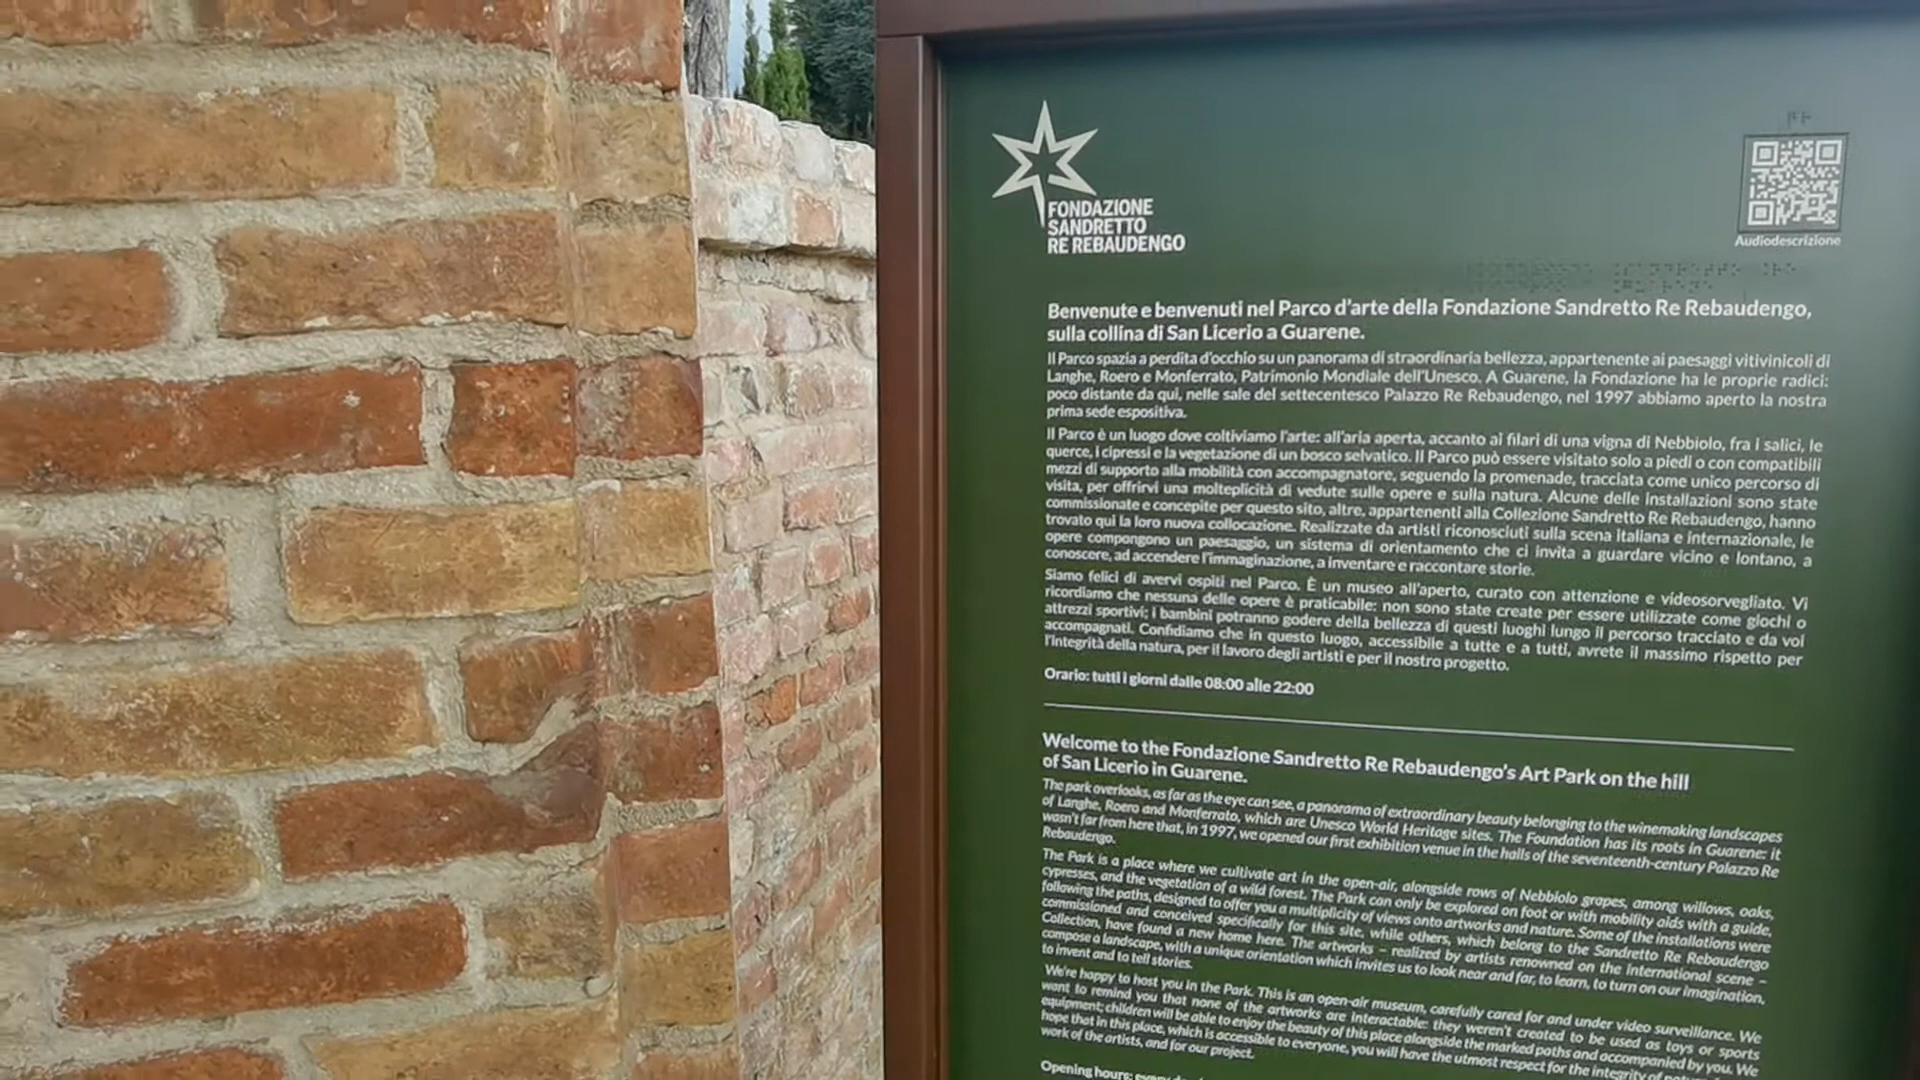 FONDAZIONE
SANDRETTO
RE REBAUDENGO
Audiodescrizione
Benvenute e benvenuti nel Parco d'arte della Fondazione Sandretto Re Rebaudengo,
sulla collina di San Licerio a Guarene.
Il Parco spazia a perdita d'occhio su un panorama di straordinaria bellezza, appartenente ai paesaggi vitivinicoli di
Langhe, Roero e Monferrato, Patrimonio Mondiale dell'Unesco. A Guarene, la Fondazione ha le proprie radici:
poco distante da qui, nelle sale del settecentesco Palazzo Re Rebaudengo, nel 1997 abbiamo aperto la nostra
prima sede espositiva.
Il Parco è un luogo dove coltiviamo l'arte: all'aria aperta, accanto ai filari di una vigna di Nebbiolo, fra i salici, le
querce, i cipressi e la vegetazione di un bosco selvatico. Il Parco può essere visitato solo a piedi o con compatibili
mezzi di supporto alla mobilità con accompagnatore, seguendo la promenade, tracciata come unico percorso di
visita, per offrirvi una molteplicità di vedute sulle opere e sulla natura. Alcune delle installazioni sono state
commissionate e concepite per questo sito, altre, appartenenti alla Collezione Sandretto Re Rebaudengo, hanno
trovato qui la loro nuova collocazione. Realizzate da artisti riconosciuti sulla scena italiana e internazionale, le
opere compongono un paesaggio, un sistema di orientamento che ci invita a guardare vicino e lontano, a
conoscere, ad accendere l'immaginazione, a inventare e raccontare storie.
Siamo felici di avervi ospiti nel Parco. È un museo all'aperto, curato con attenzione e videosorvegliato. Vi
ricordiamo che nessuna delle opere è praticabile: non sono state create per essere utilizzate come giochi o
attrezzi sportivi; i bambini potranno godere della bellezza di questi luoghi lungo il percorso tracciato e da voi
accompagnati. Confidiamo che in questo luogo, accessibile a tutte e a tutti, avrete il massimo rispetto per
l'integrità della natura, per il lavoro degli artisti e per il nostro progetto.
Orario: tutti i giorni dalle 08:00 alle 22:00
Welcome to the Fondazione Sandretto Re Rebaudengo's Art Park on the hill
of San Licerio in Guarene.
The park overlooks, as far as the eye can see, a panorama of extraordinary beauty belonging to the winemaking landscapes
of Langhe, Roero and Monferrato, which are Unesco World Heritage sites. The Foundation has its roots in Guarene: it
wasn't far from here that, in 1997, we opened our first exhibition venue in the halls of the seventeenth-century Palazzo Re
Rebaudengo.
The Park is a place where we cultivate art in the open-air, alongside rows of Nebbiolo grapes, among willows, oaks,
cypresses, and the vegetation of a wild forest. The Park can only be explored on foot or with mobility aids with a guide,
following the paths, designed to offer you a multiplicity of views onto artworks and nature. Some of the installations were
commissioned and conceived specifically for this site, while others, which belong to the Sandretto Re Rebaudengo
Collection, have found a new home here. The artworks – realized by artists renowned on the international scene –
compose a landscape, with a unique orientation which invites us to look near and far, to learn, to turn on our imagination,
to invent and to tell stories.
We're happy to host you in the Park. This is an open-air museum, carefully cared for and under video surveillance. We
want to remind you that none of the artworks are interactable: they weren't created to be used as toys or sports
equipment; children will be able to enjoy the beauty of this place alongside the marked paths and accompanied by you. We
hope that in this place, which is accessible to everyone, you will have the utmost respect for the integrity of
work of the artists, and for our project.
Opening hours: